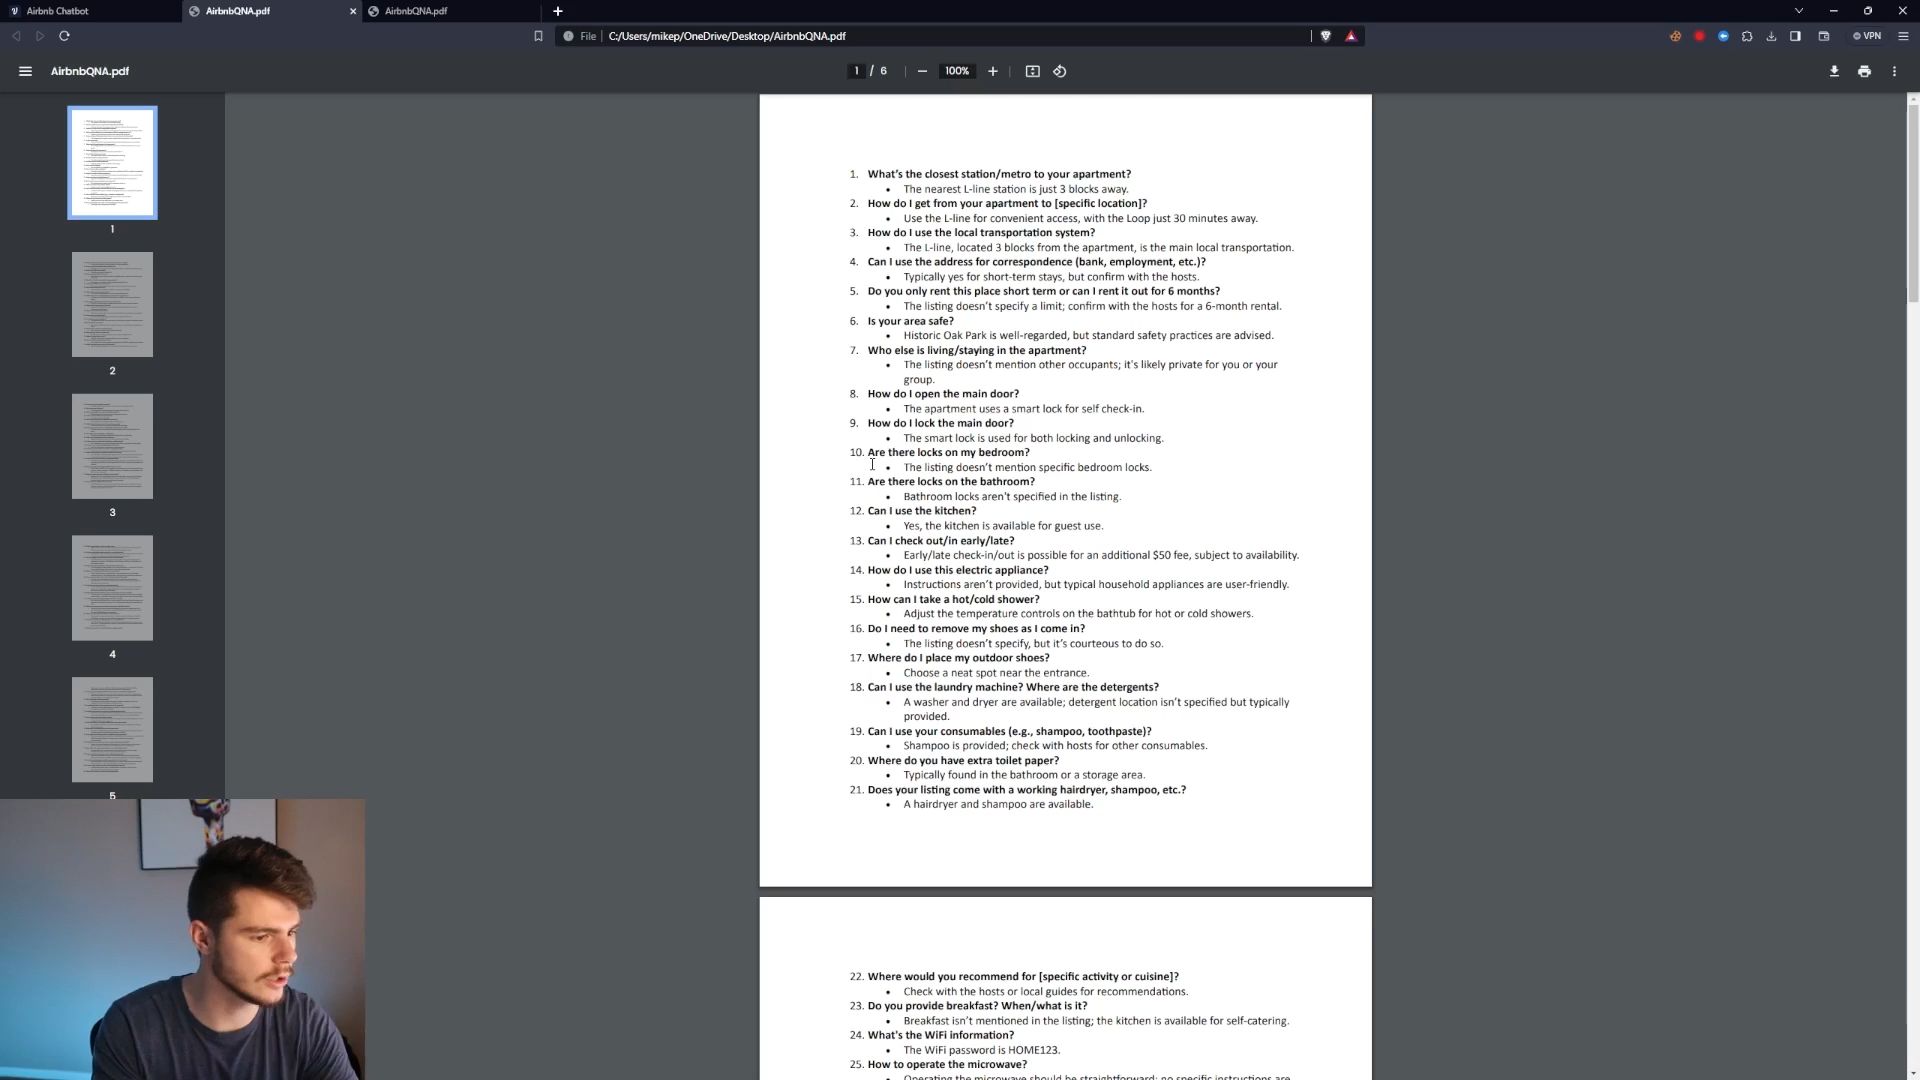 Airbnb Chatbot
AirbnbQNA.pdf
AirbnbQNA.pdf
File
C:/Users/mikep/OneDrive/Desktop/AirbnbQNA.pdf
VPN
AirbnbQNA.pdf
1 / 6
100%
1. What's the closest station/metro to your apartment?
• The nearest L-line station is just 3 blocks away.
2. How do I get from your apartment to [specific location]?
• Use the L-line for convenient access, with the Loop just 30 minutes away.
3. How do I use the local transportation system?
• The L-line, located 3 blocks from the apartment, is the main local transportation.
4. Can I use the address for correspondence (bank, employment, etc.)?
• Typically yes for short-term stays, but confirm with the hosts.
5. Do you only rent this place short term or can I rent it out for 6 months?
• The listing doesn't specify a limit; confirm with the hosts for a 6-month rental.
6. Is your area safe?
• Historic Oak Park is well-regarded, but standard safety practices are advised.
7. Who else is living/staying in the apartment?
• The listing doesn't mention other occupants; it's likely private for you or your
group.
8. How do I open the main door?
• The apartment uses a smart lock for self check-in.
9. How do I lock the main door?
• The smart lock is used for both locking and unlocking.
10. Are there locks on my bedroom?
• The listing doesn't mention specific bedroom locks.
11. Are there locks on the bathroom?
• Bathroom locks aren't specified in the listing.
12. Can I use the kitchen?
• Yes, the kitchen is available for guest use.
13. Can I check out/in early/late?
• Early/late check-in/out is possible for an additional $50 fee, subject to availability.
14. How do I use this electric appliance?
• Instructions aren't provided, but typical household appliances are user-friendly.
15. How can I take a hot/cold shower?
• Adjust the temperature controls on the bathtub for hot or cold showers.
16. Do I need to remove my shoes as I come in?
• The listing doesn't specify, but it's courteous to do so.
17. Where do I place my outdoor shoes?
• Choose a neat spot near the entrance.
18. Can I use the laundry machine? Where are the detergents?
• A washer and dryer are available; detergent location isn't specified but typically
provided.
19. Can I use your consumables (e.g., shampoo, toothpaste)?
• Shampoo is provided; check with hosts for other consumables.
20. Where do you have extra toilet paper?
• Typically found in the bathroom or a storage area.
21. Does your listing come with a working hairdryer, shampoo, etc.?
• A hairdryer and shampoo are available.
22. Where would you recommend for [specific activity or cuisine]?
• Check with the hosts or local guides for recommendations.
23. Do you provide breakfast? When/what is it?
• Breakfast isn't mentioned in the listing; the kitchen is available for self-catering.
24. What's the WiFi information?
• The WiFi password is HOME123.
25. How to operate the microwave?
• Operating the microwave should be straightforward; no specific instructions are
1
2
3
4
5